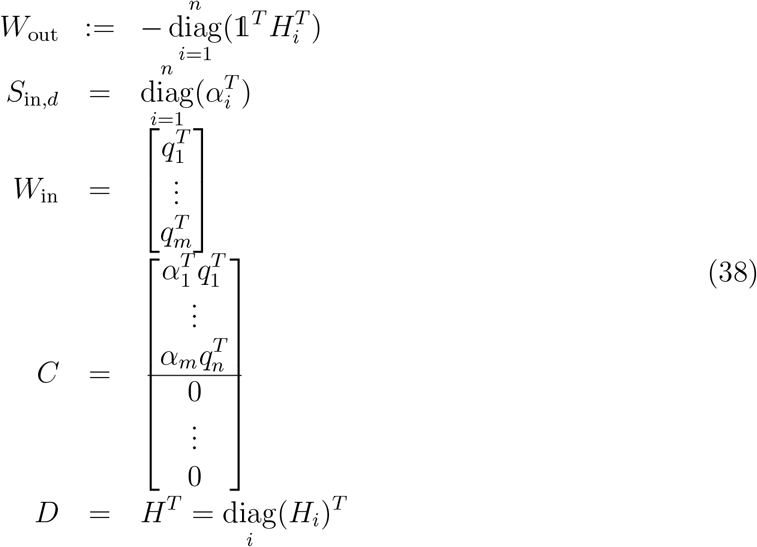 W_out := − diag_{i=1}^{n}(𝟙^T H_i^T)
S_{in,d} = diag_{i=1}^{n}(α_i^T)
W_in = [q_1^T ⋮ q_m^T]
C = [α_1^T q_1^T ⋮ α_m q_n^T | 0 ⋮ 0] (38)
D = H^T = diag_i(H_i)^T